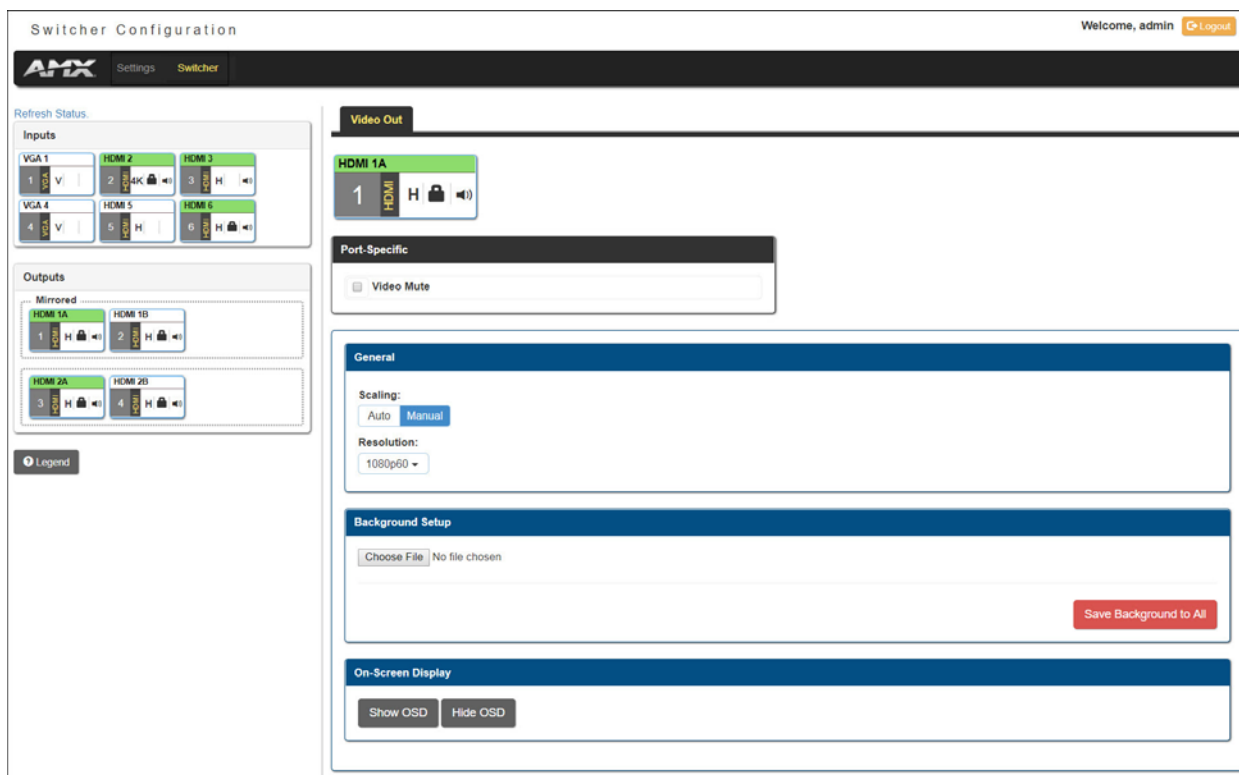 Switcher Configuration
Welcome, admin Logout
AMX Settings Switcher
Refresh Status.
Inputs
VGA 1 HDMI 2 HDMI 3
1 VGA V 2 HDMI 4K 3 HDMI H
VGA 4 HDMI 5 HDMI 6
4 VGA V 5 HDMI H 6 HDMI H
Outputs
Mirrored
HDMI 1A HDMI 1B
1 HDMI H 2 HDMI H
HDMI 2A HDMI 2B
3 HDMI H 4 HDMI H
? Legend
Video Out
HDMI 1A
1 HDMI H
Port-Specific
Video Mute
General
Scaling:
Auto Manual
Resolution:
1080p60
Background Setup
Choose File No file chosen
Save Background to All
On-Screen Display
Show OSD Hide OSD